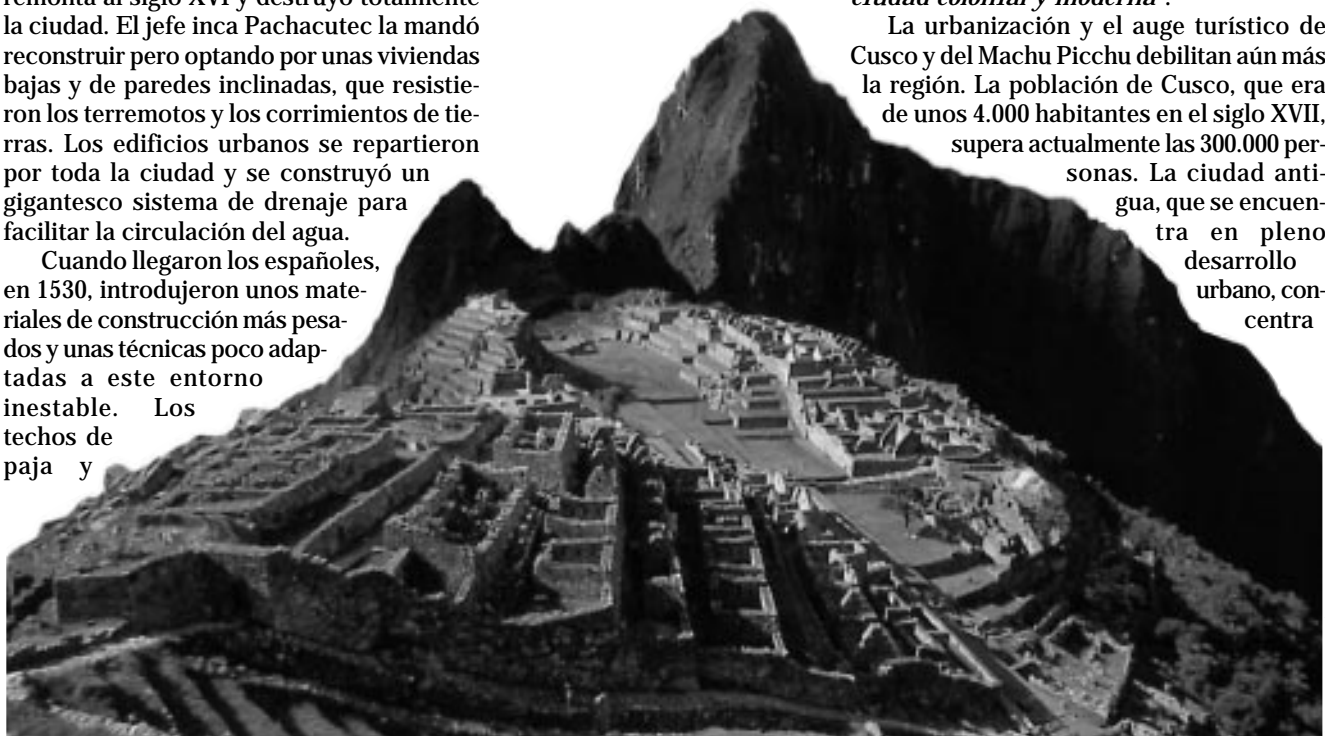 remonta al siglo XVI y destruyó totalmente
la ciudad. El jefe inca Pachacutec la mandó
reconstruir pero optando por unas viviendas
bajas y de paredes inclinadas, que resistie-
ron los terremotos y los corrimientos de tie-
rras. Los edificios urbanos se repartieron
por toda la ciudad y se construyó un
gigantesco sistema de drenaje para
facilitar la circulación del agua.
Cuando llegaron los españoles,
en 1530, introdujeron unos mate-
riales de construcción más pesa-
dos y unas técnicas poco adap-
tadas a este entorno
inestable. Los
techos de
paja y
ciudad colonial y moderna".
La urbanización y el auge turístico de
Cusco y del Machu Picchu debilitan aún más
la región. La población de Cusco, que era
de unos 4.000 habitantes en el siglo XVII,
supera actualmente las 300.000 per-
sonas. La ciudad anti-
gua, que se encuen-
tra en pleno
desarrollo
urbano, con-
centra